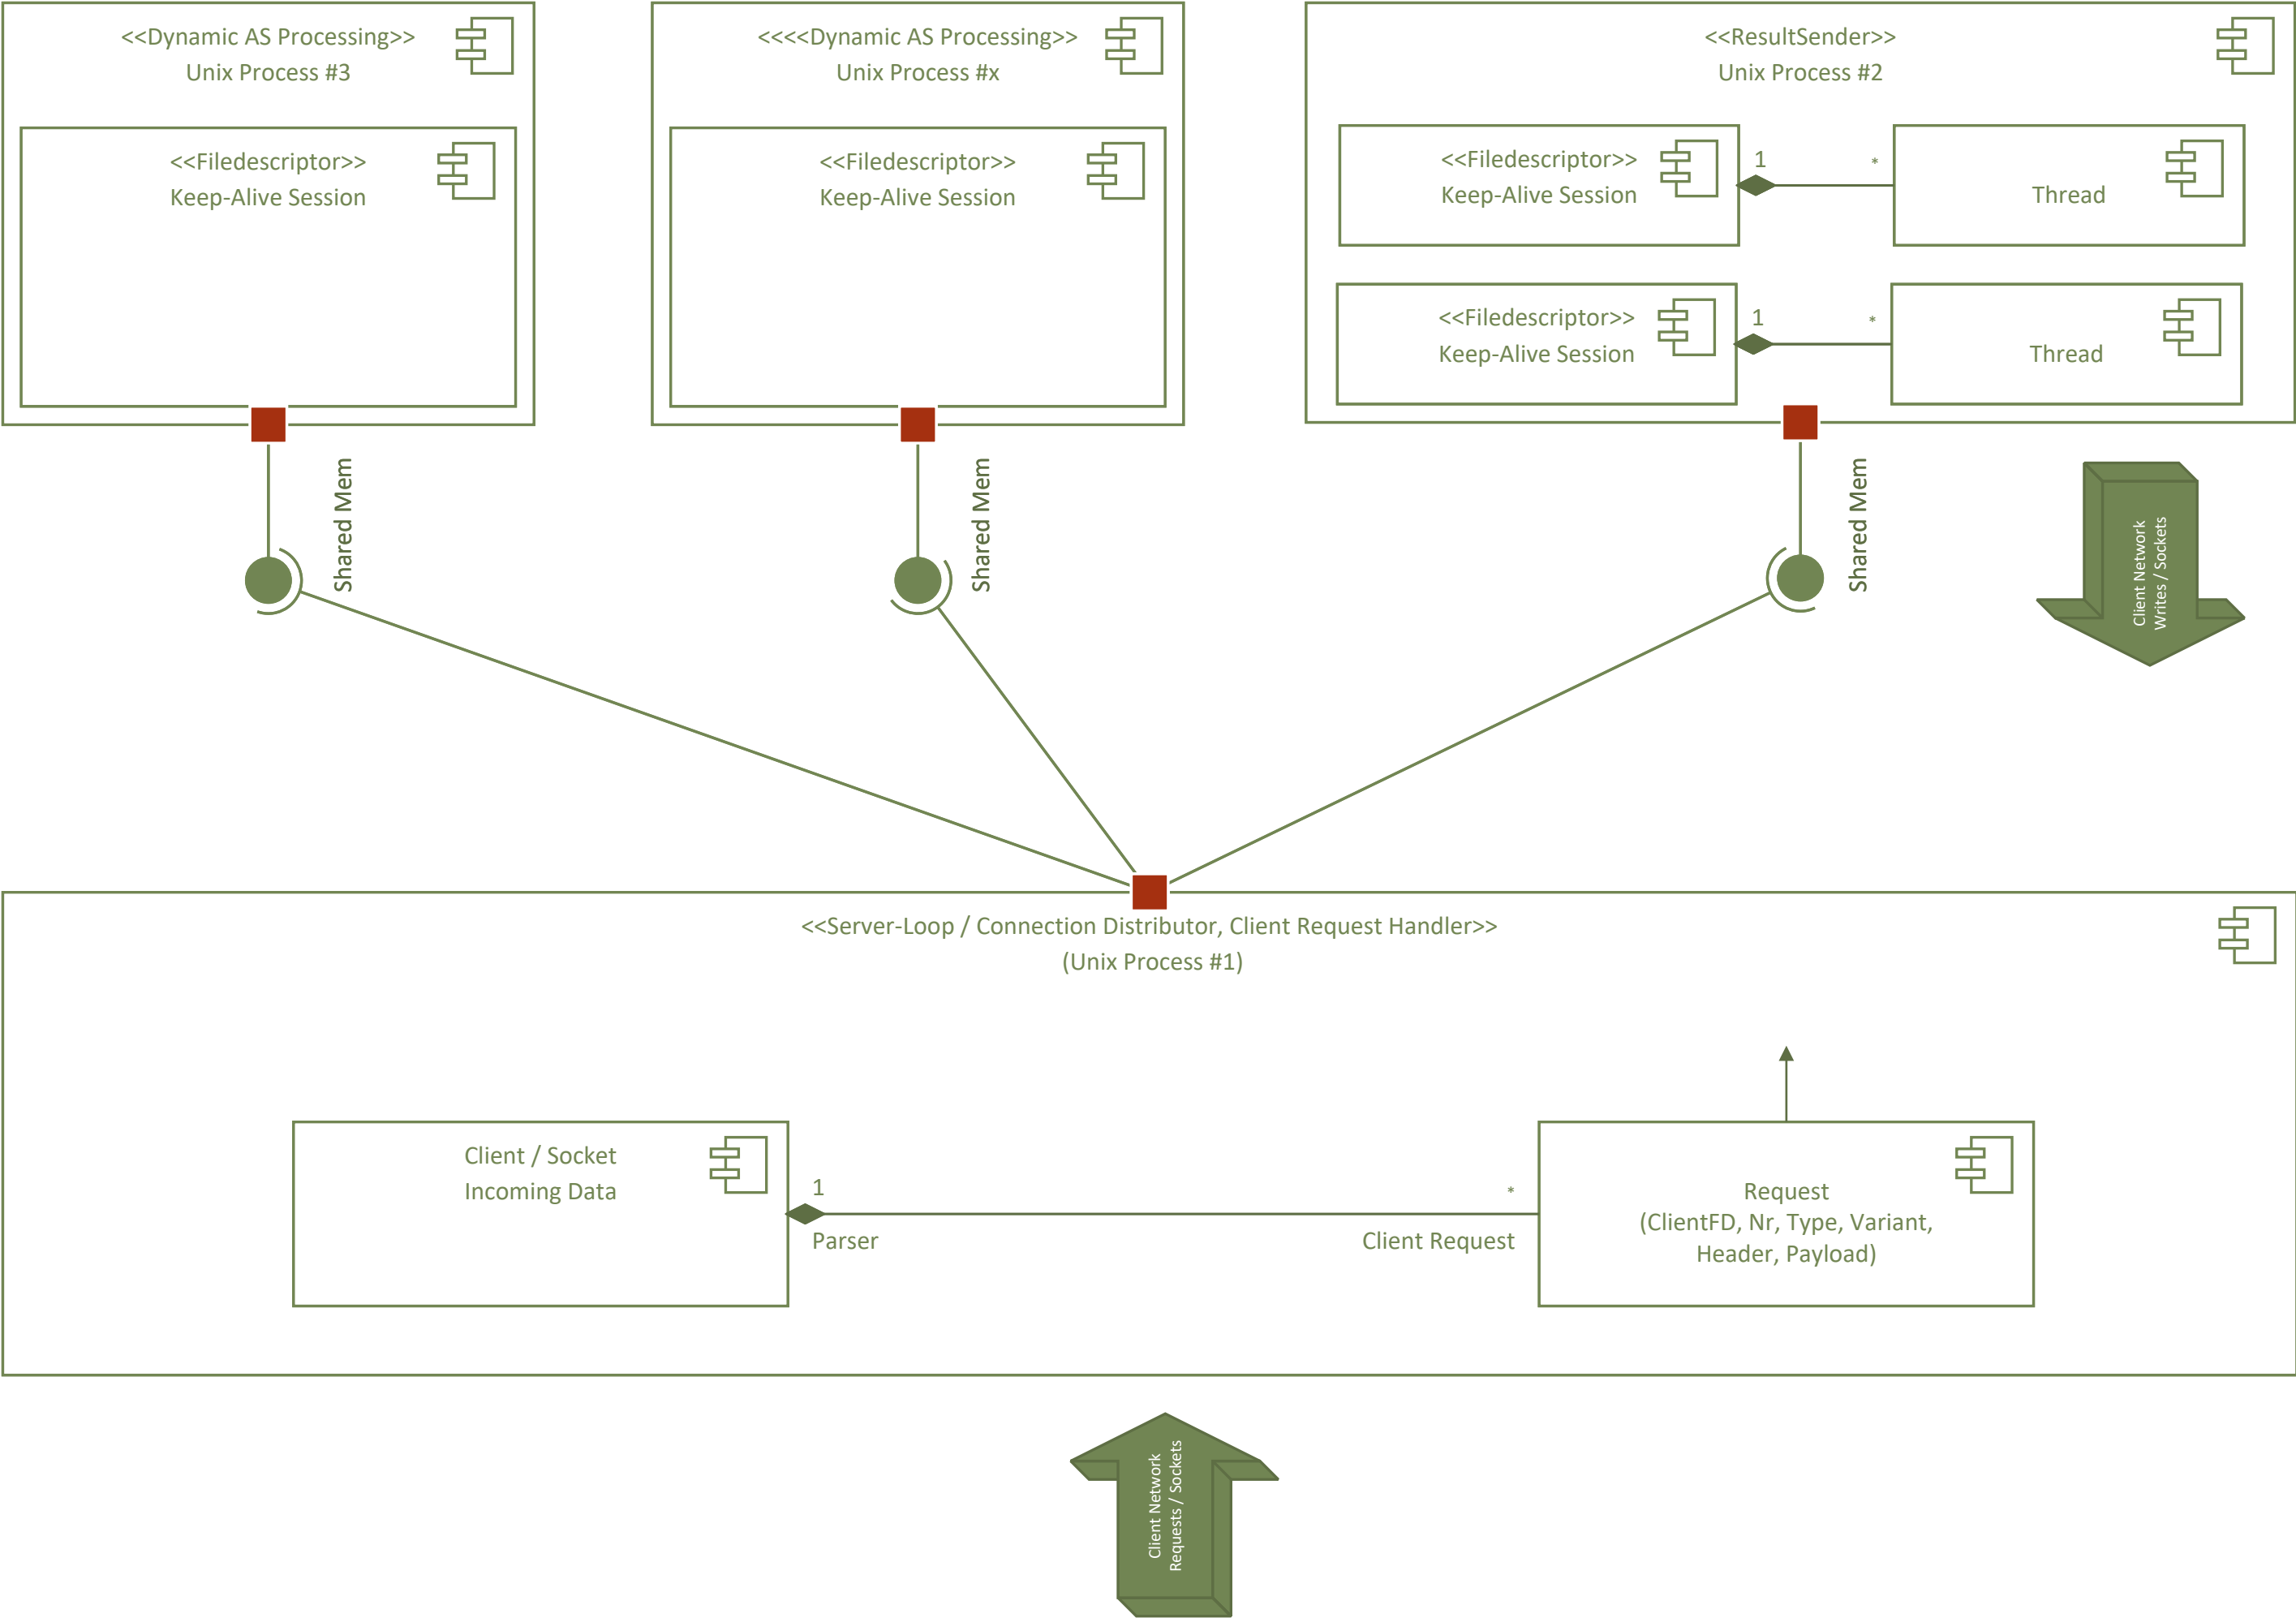 <<Dynamic AS Processing>>
Unix Process #3
<<Filedescriptor>>
Keep-Alive Session
<<<<Dynamic AS Processing>>
Unix Process #x
<<Filedescriptor>>
Keep-Alive Session
<<ResultSender>>
Unix Process #2
<<Filedescriptor>>
Keep-Alive Session
1
*
Thread
<<Filedescriptor>>
Keep-Alive Session
1
*
Thread
Shared Mem
Shared Mem
Shared Mem
Client Network
Writes / Sockets
<<Server-Loop / Connection Distributor, Client Request Handler>>
(Unix Process #1)
Client / Socket
Incoming Data
1
Parser
*
Client Request
Request
(ClientFD, Nr, Type, Variant,
Header, Payload)
Client Network
Requests / Sockets